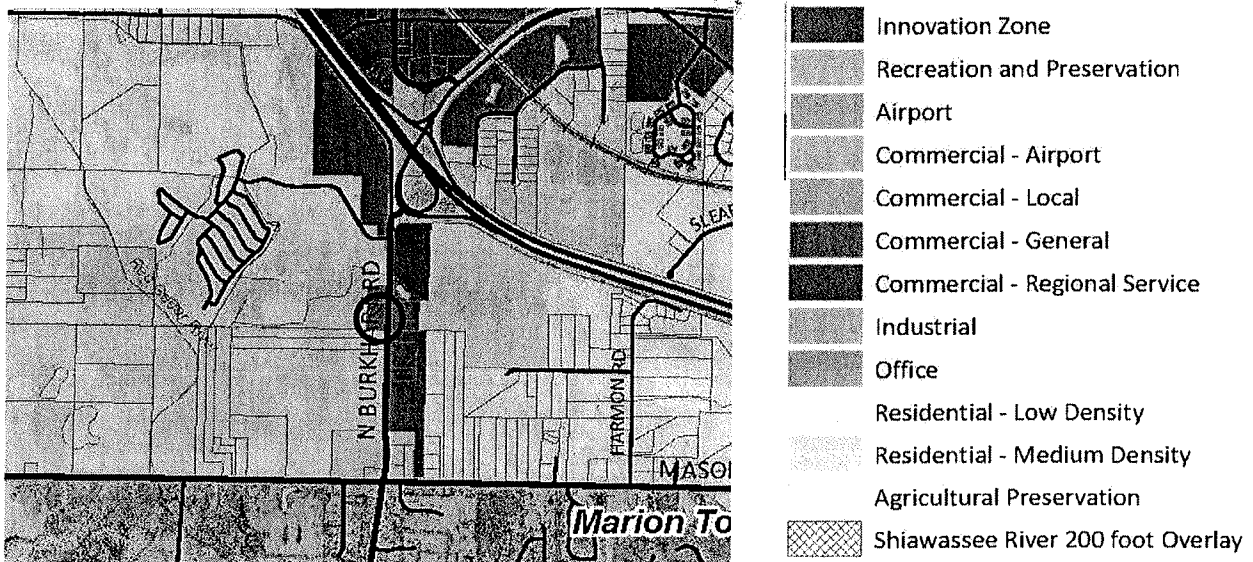 Innovation Zone
Recreation and Preservation
Airport
Commercial - Airport
Commercial - Local
Commercial - General
Commercial - Regional Service
Industrial
Office
Residential - Low Density
Residential - Medium Density
Agricultural Preservation
Shiawassee River 200 foot Overlay
SLEAF
N BURKH RD
HARMON RD
MASO
Marion To